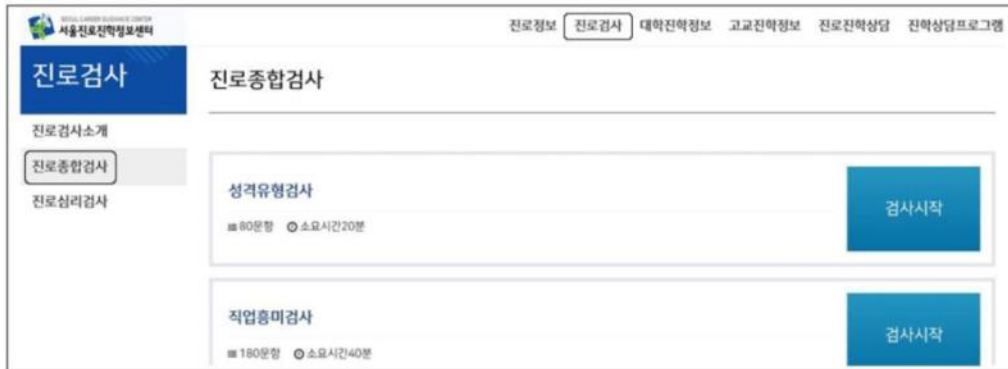 SEOUL CAREER GUIDANCE CENTER
서울진로진학정보센터
진로정보 진로검사 대학진학정보 고교진학정보 진로진학상담 진학상담프로그램
진로검사
진로종합검사
진로검사소개
진로종합검사
진로심리검사
성격유형검사
80문항 소요시간20분
검사시작
직업흥미검사
180문항 소요시간40분
검사시작